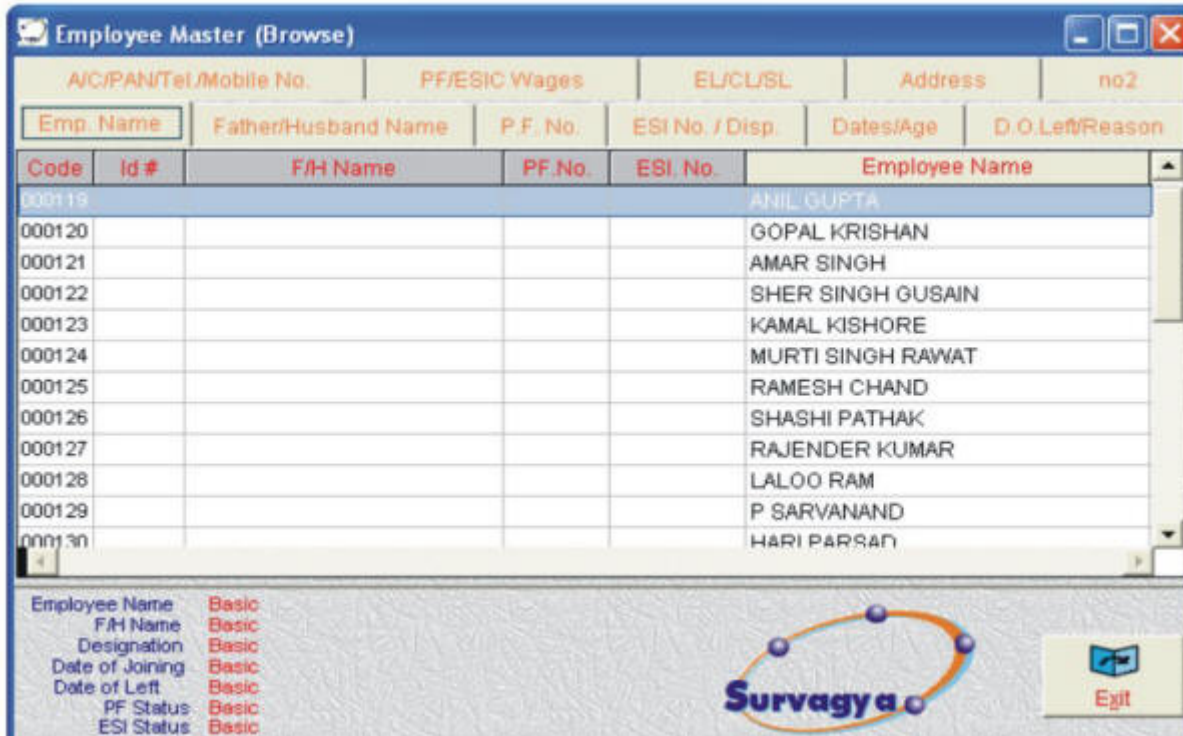 Employee Master (Browse)
A/C/PAN/Tel./Mobile No. PF/ESIC Wages EL/CL/SL Address no2
Emp. Name Father/Husband Name P.F. No. ESI No. / Disp. Dates/Age D.O.Left/Reason
Code Id # F/H Name PF.No. ESI. No. Employee Name
000119 ANIL GUPTA
000120 GOPAL KRISHAN
000121 AMAR SINGH
000122 SHER SINGH GUSAIN
000123 KAMAL KISHORE
000124 MURTI SINGH RAWAT
000125 RAMESH CHAND
000126 SHASHI PATHAK
000127 RAJENDER KUMAR
000128 LALOO RAM
000129 P SARVANAND
000130 HARI PARSAD
Employee Name Basic
F/H Name Basic
Designation Basic
Date of Joining Basic
Date of Left Basic
PF Status Basic
ESI Status Basic
Survagya
Exit